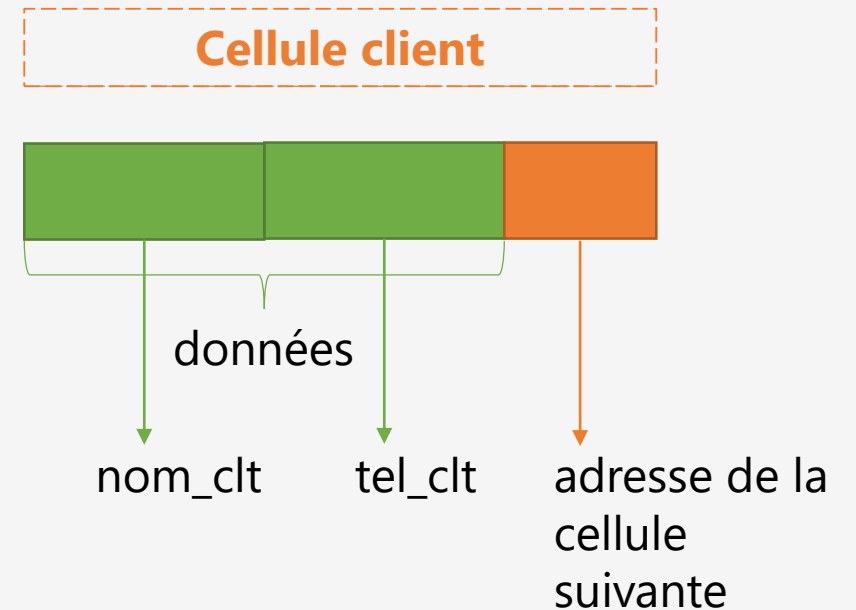 Cellule client
données
nom_clt
tel_clt
adresse de la
cellule
suivante